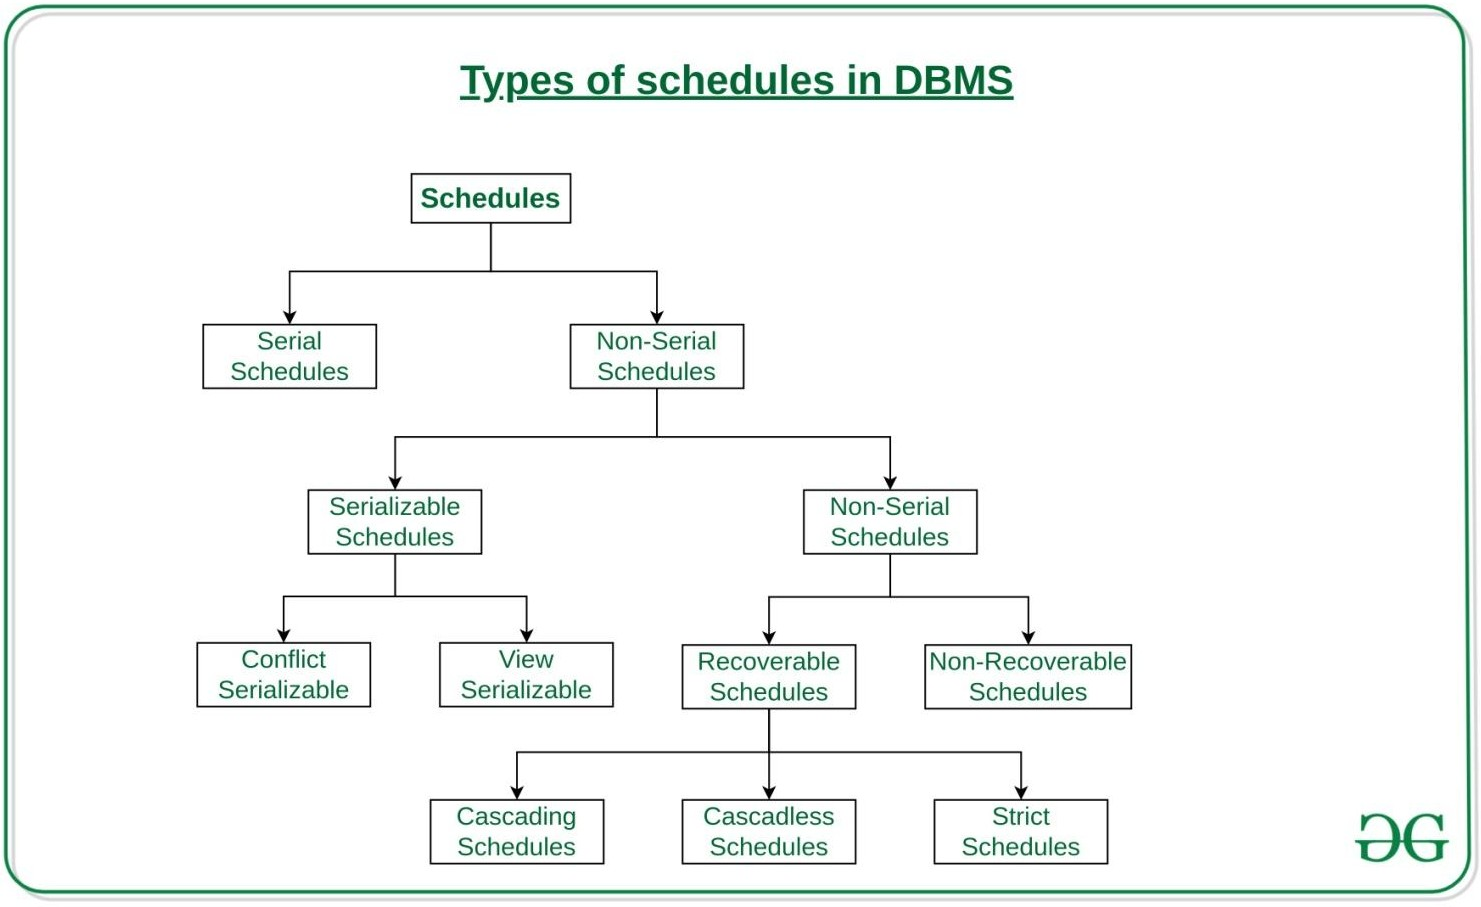 Types of schedules in DBMS
Schedules
Serial
Schedules
Non-Serial
Schedules
Serializable
Schedules
Non-Serial
Schedules
Conflict
Serializable
View
Serializable
Recoverable
Schedules
Non-Recoverable
Schedules
Cascading
Schedules
Cascadless
Schedules
Strict
Schedules